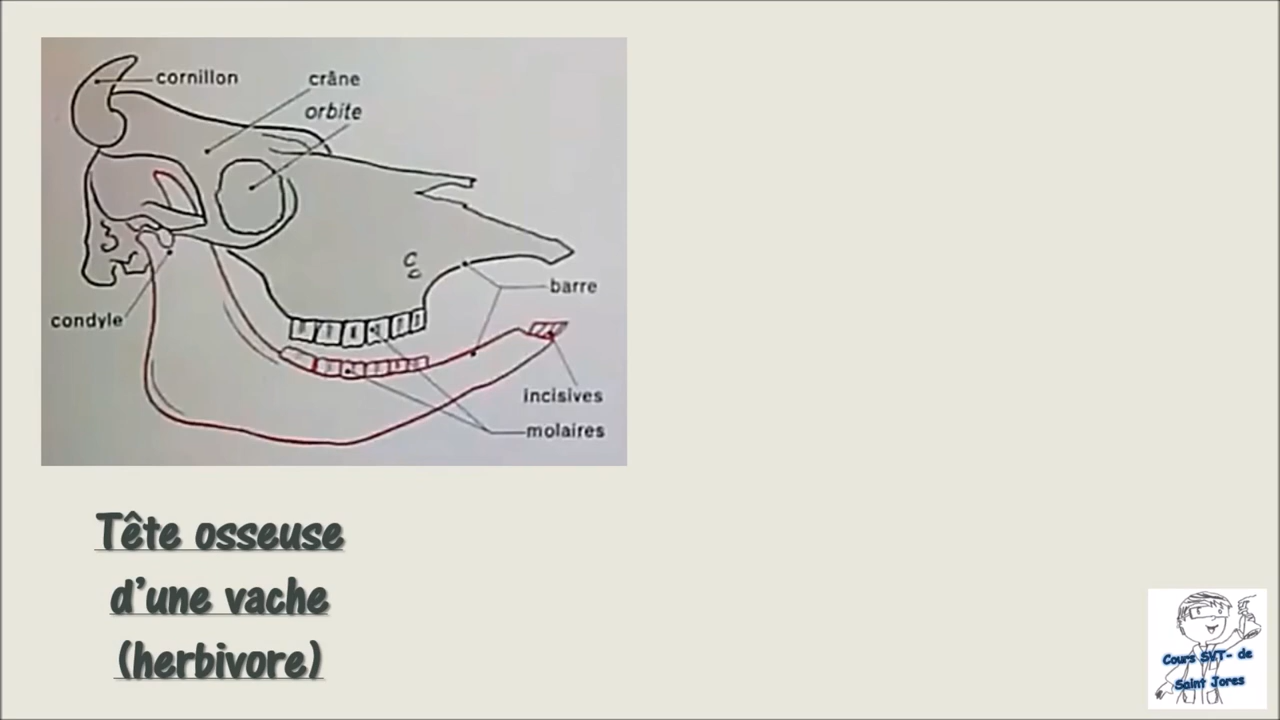 cornillon
crâne
orbite
barre
condyle
incisives
molaires
Tête osseuse
d’une vache
(herbivore)
Cours SVT- de
Saint Jores